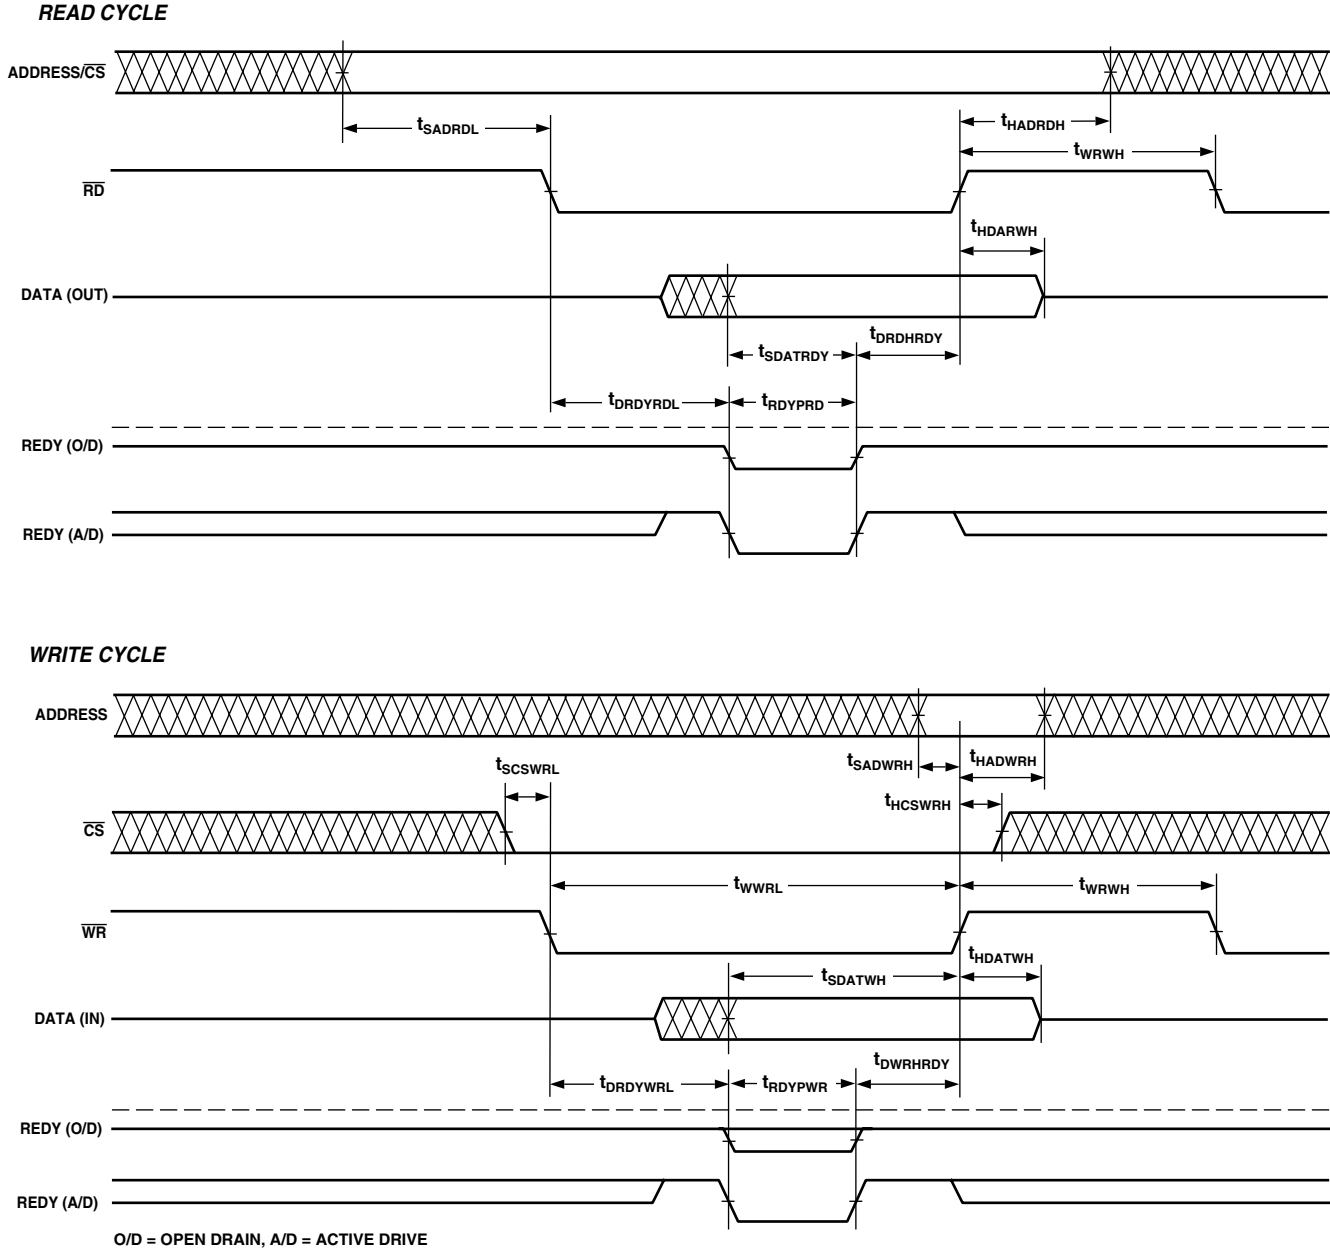 READ CYCLE
ADDRESS/CS
tSADRDL
tHADRDH
tWRWH
RD
tHDARWH
DATA (OUT)
tDRDHRDY
tSDATRDY
tDRDYRDL
tRDYPRD
REDY (O/D)
REDY (A/D)
WRITE CYCLE
ADDRESS
tSCSWRL
tSADWRH
tHADWRH
tHCSWRH
CS
tWWRL
tWRWH
WR
tHDATWH
tSDATWH
DATA (IN)
tDWRHRDY
tDRDYWRL
tRDYPWR
REDY (O/D)
REDY (A/D)
O/D = OPEN DRAIN, A/D = ACTIVE DRIVE